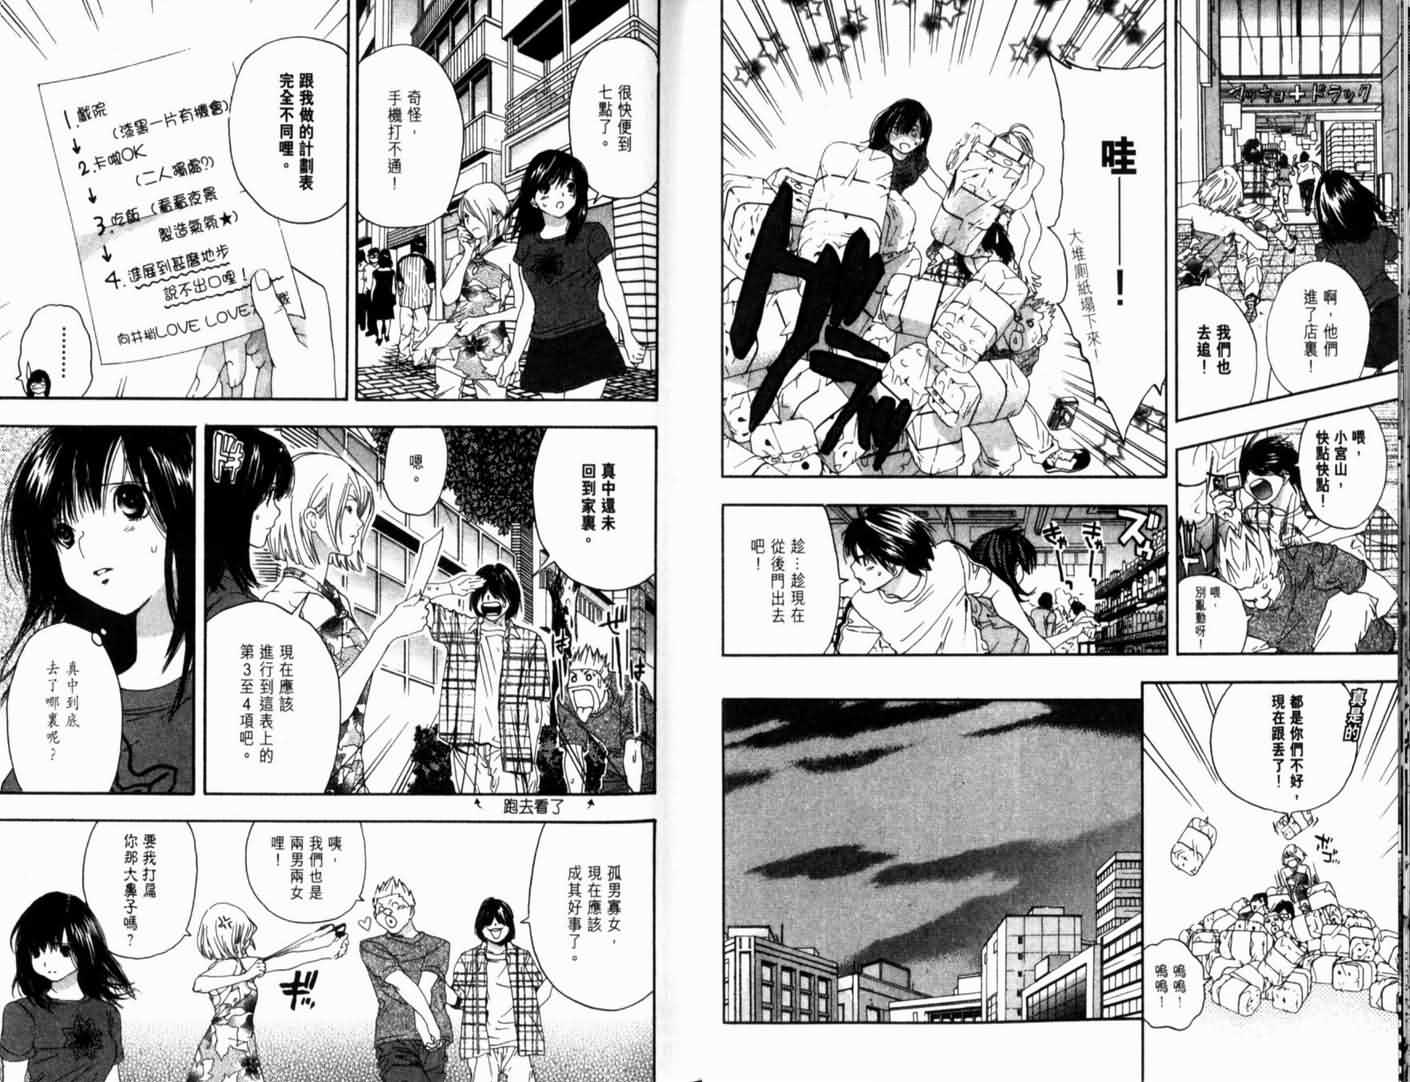 オッキョ+ドラッグ
啊，他們
進了店裏！
我們也
去追！
哇——！
大堆廁紙塌下來！
喂，
小宮山，
快點快點！
喂，
別亂動呀！
趁…趁現在
從後門出去
吧！
真是的
都是你們不好，
現在跟丟了！
嗚嗚！
嗚嗚！
很快便到
七點了。
奇怪，
手機打不通！
跟我做的計劃表
完全不同哩。
1.戲院
(漆黑一片有機會)
2.卡啦OK
(二人獨處?)
3.吃飯(看看夜景
製造氣氛★)
4.進展到甚麼地步
說不出口哩！
LOVE LOVE
………
真中還未
回到家裏。
嗯。
現在應該
進行到這表上的
第3至4項吧。
跑去看了
真中到底
去了哪裏呢？
孤男寡女，
現在應該
成其好事了。
咦，
我們也是
兩男兩女
哩！
要我打扁
你那大鼻子嗎？